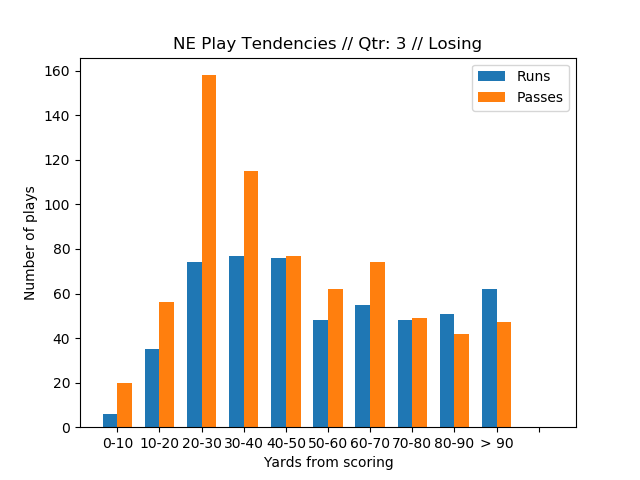 NE Play Tendencies // Qtr: 3 // Losing
Runs
Passes
160
140
120
100
80
60
40
20
0
Number of plays
0-10 10-20 20-30 30-40 40-50 50-60 60-70 70-80 80-90 > 90
Yards from scoring